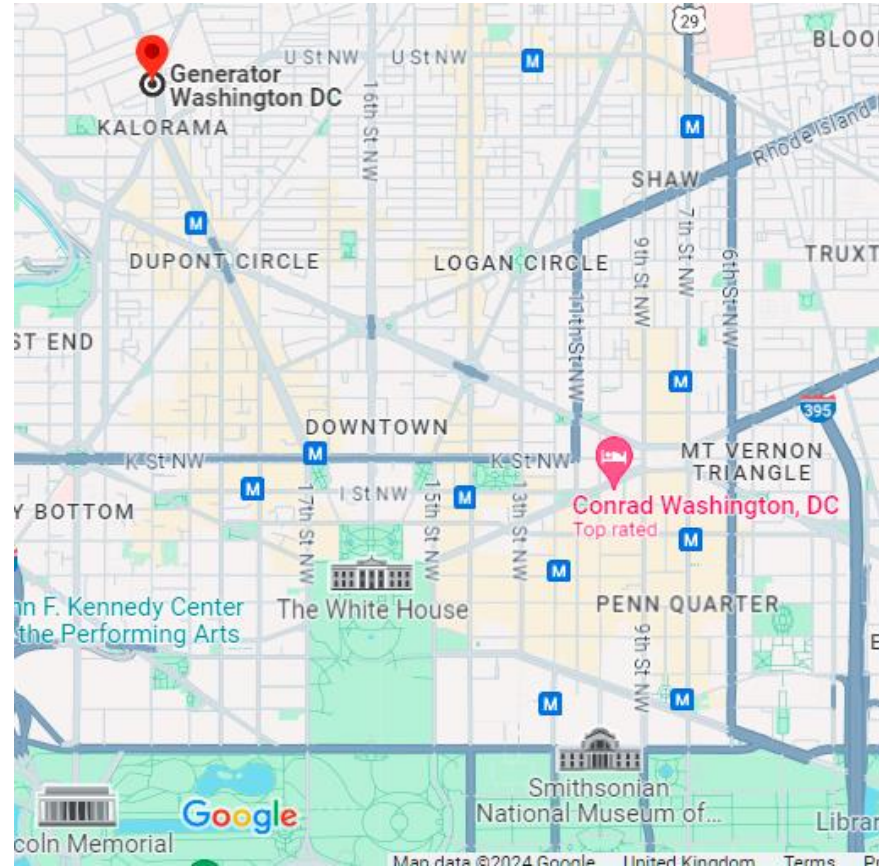 29
BLOO
U St NW
U St NW
Generator
Washington DC
16th St NW
KALORAMA
M
M
Rhode Island
SHAW
M
7th St NW
9th St NW
6th St NW
DUPONT CIRCLE
LOGAN CIRCLE
TRUXT
11th St NW
ST END
M
395
DOWNTOWN
M
K St NW
K St NW
MT VERNON
TRIANGLE
M
I St NW
M
17th St NW
15th St NW
13th St NW
Conrad Washington, DC
Top rated
Y BOTTOM
M
M
The White House
nn F. Kennedy Center
the Performing Arts
PENN QUARTER
9th St NW
E
M
M
Smithsonian
National Museum of...
Google
Librar
coln Memorial
Map data ©2024 Google
United Kingdom
Terms